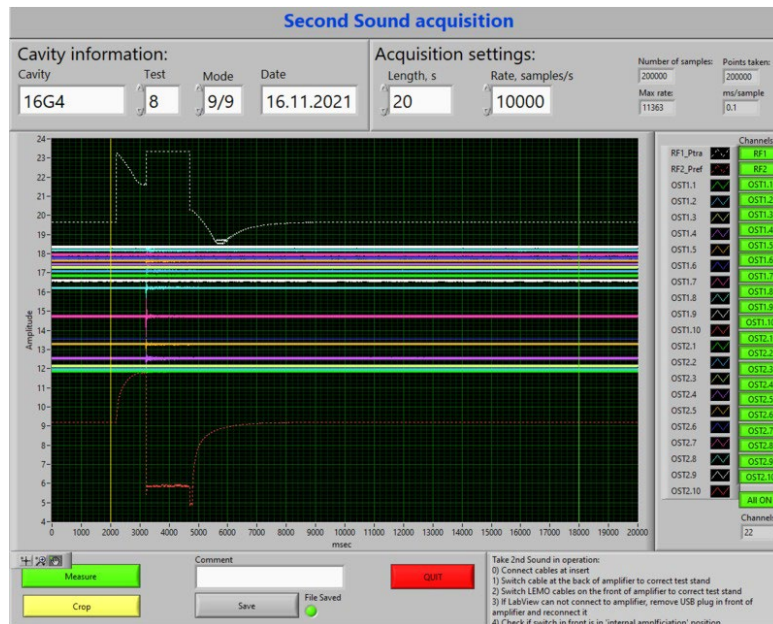 Second Sound acquisition
Cavity information:
Cavity
Test
Mode
Date
16G4
8
9/9
16.11.2021
Acquisition settings:
Length, s
Rate, samples/s
20
10000
Number of samples:
Points taken:
200000
200000
Max rate:
ms/sample
11363
0.1
24
23
22
21
20
19
18
17
16
15
14
13
12
11
10
9
8
7
6
5
4
Amplitude
0
1000
2000
3000
4000
5000
6000
7000
8000
9000
10000
11000
12000
13000
14000
15000
16000
17000
18000
19000
20000
msec
Channels
RF1_Ptra
RF1
RF2_Pref
RF2
OST1.1
OST1.1
OST1.2
OST1.2
OST1.3
OST1.3
OST1.4
OST1.4
OST1.5
OST1.5
OST1.6
OST1.6
OST1.7
OST1.7
OST1.8
OST1.8
OST1.9
OST1.9
OST1.10
OST1.10
OST2.1
OST2.1
OST2.2
OST2.2
OST2.3
OST2.3
OST2.4
OST2.4
OST2.5
OST2.5
OST2.6
OST2.6
OST2.7
OST2.7
OST2.8
OST2.8
OST2.9
OST2.9
OST2.10
OST2.10
All ON
Channels
22
Measure
Crop
Comment
Save
File Saved
QUIT
Take 2nd Sound in operation:
0) Connect cables at insert
1) Switch cable at the back of amplifier to correct test stand
2) Switch LEMO cables on the front of amplifier to correct test stand
3) If LabView can not connect to amplifier, remove USB plug in front of
amplifier and reconnect it
4) Check if switch in front is in 'internal amplification' position